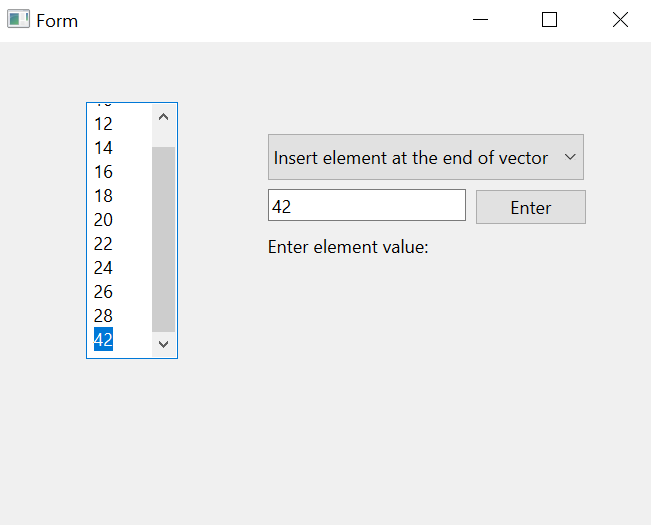 Form
12
14
16
18
20
22
24
26
28
42
Insert element at the end of vector
42
Enter
Enter element value: